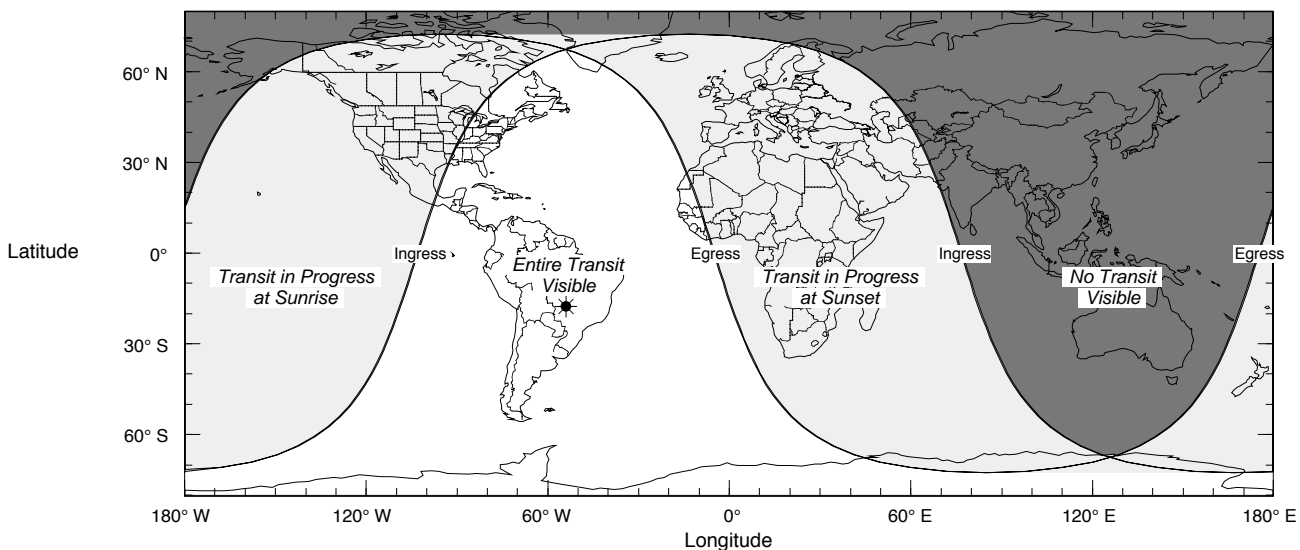 60° N
30° N
Latitude
0°
Ingress
Egress
Ingress
Egress
Transit in Progress
at Sunrise
Entire Transit
Visible
Transit in Progress
at Sunset
No Transit
Visible
30° S
60° S
180° W
120° W
60° W
0°
60° E
120° E
180° E
Longitude